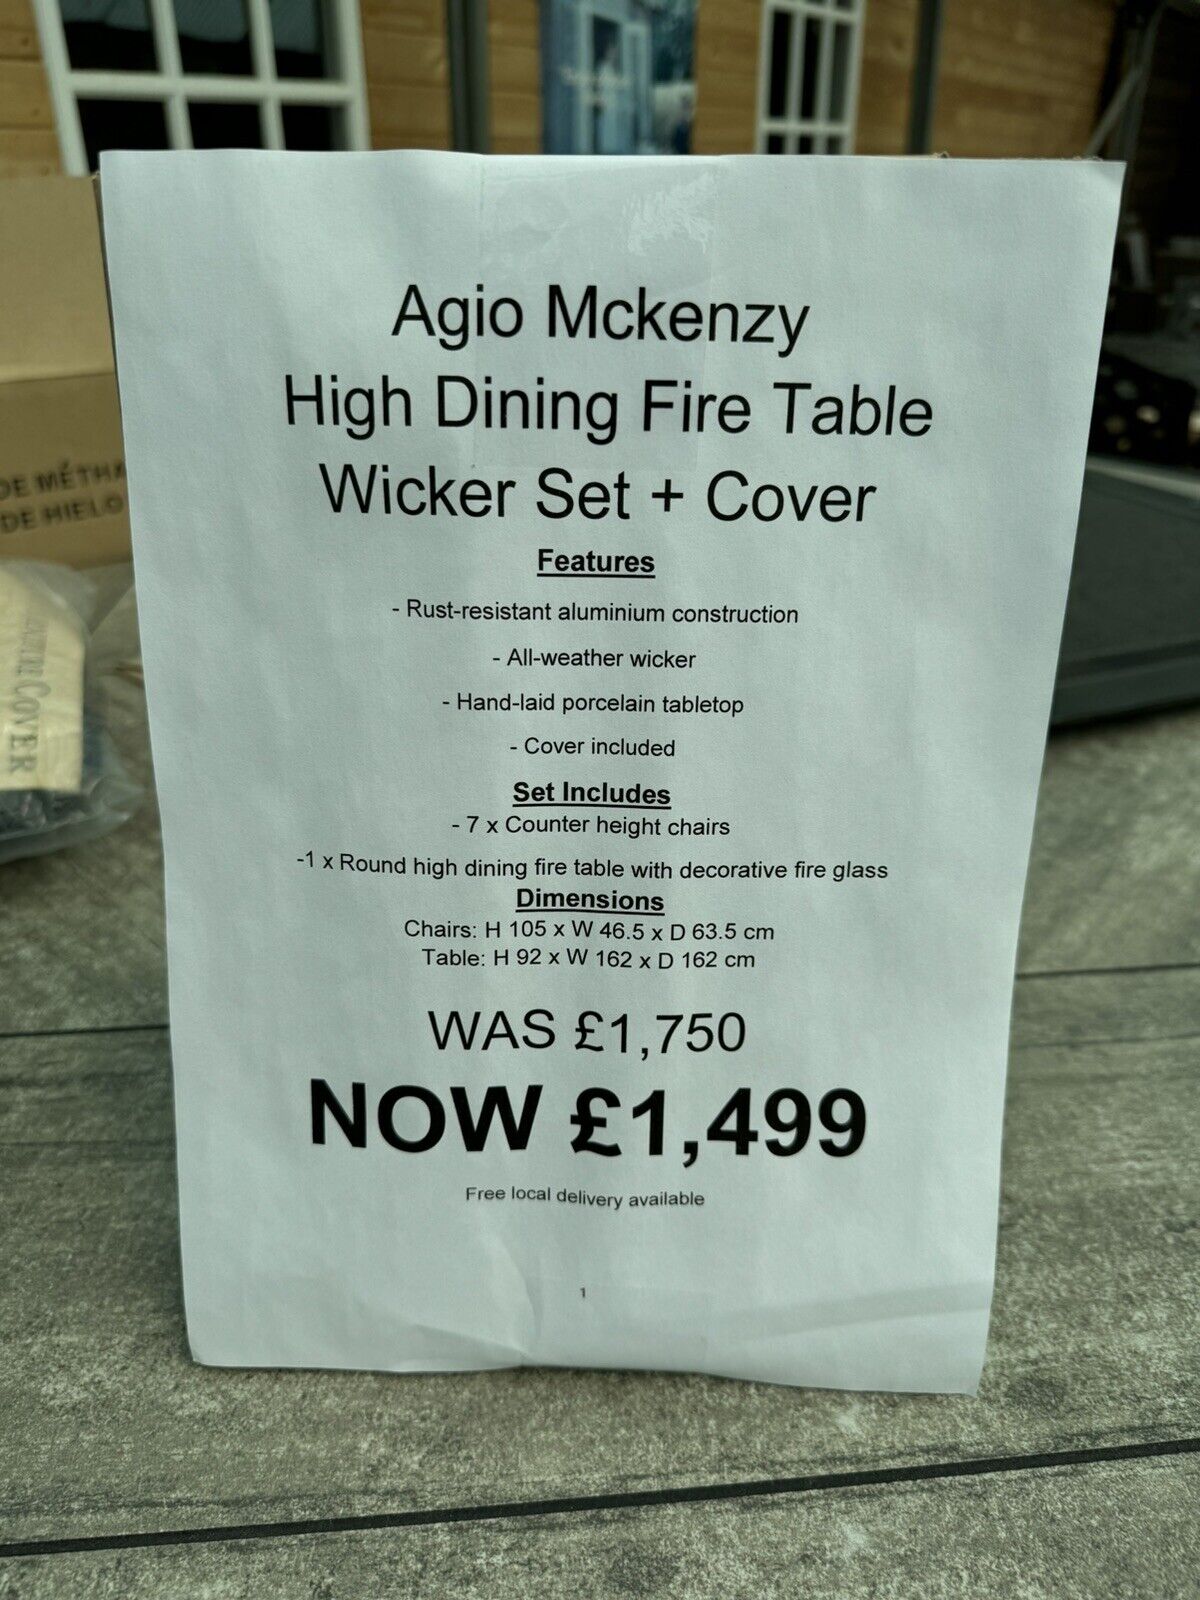 Agio Mckenzy
High Dining Fire Table
Wicker Set + Cover
Features
- Rust-resistant aluminium construction
- All-weather wicker
- Hand-laid porcelain tabletop
- Cover included
Set Includes
- 7 x Counter height chairs
-1 x Round high dining fire table with decorative fire glass
Dimensions
Chairs: H 105 x W 46.5 x D 63.5 cm
Table: H 92 x W 162 x D 162 cm
WAS £1,750
NOW £1,499
Free local delivery available
1
DE HIELO
COVER